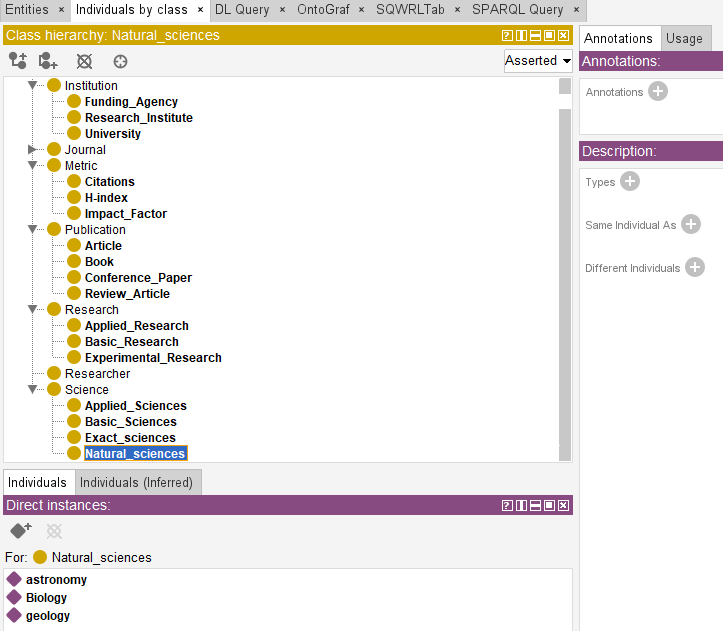 Entities × Individuals by class × DL Query × OntoGraf × SQWRLTab × SPARQL Query ×
Class hierarchy: Natural_sciences
Asserted
Institution
Funding_Agency
Research_Institute
University
Journal
Metric
Citations
H-index
Impact_Factor
Publication
Article
Book
Conference_Paper
Review_Article
Research
Applied_Research
Basic_Research
Experimental_Research
Researcher
Science
Applied_Sciences
Basic_Sciences
Exact_sciences
Natural_sciences
Individuals Individuals (Inferred)
Direct instances:
For: Natural_sciences
astronomy
Biology
geology
Annotations Usage
Annotations:
Annotations
Description:
Types
Same Individual As
Different Individuals